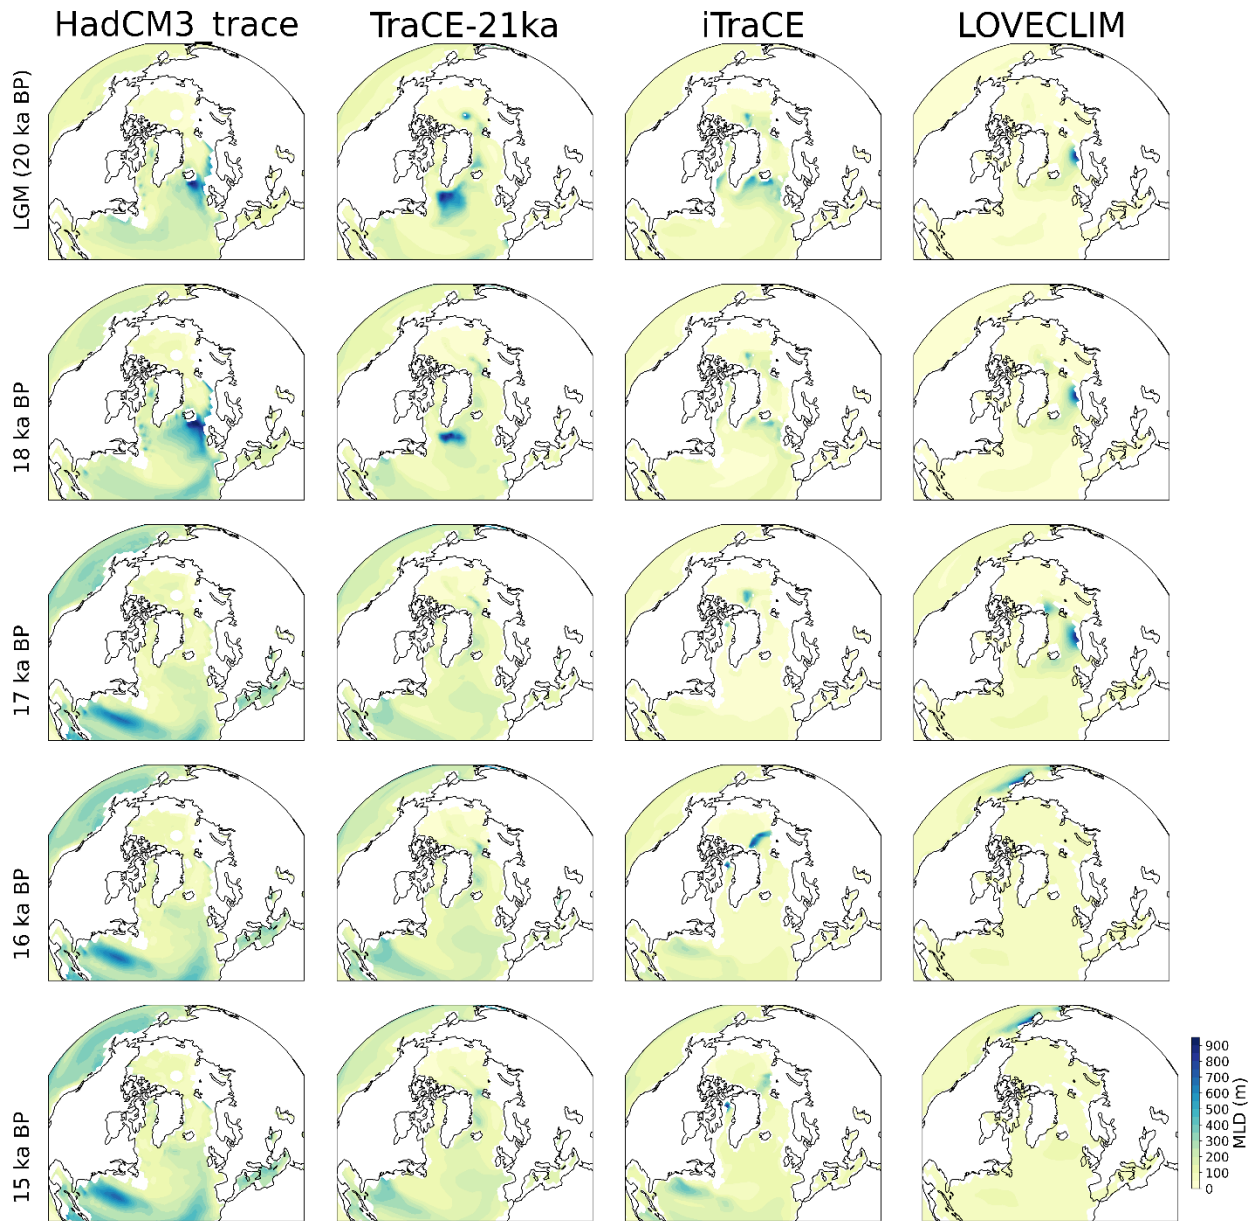 HadCM3_trace TraCE-21ka iTraCE LOVECLIM
LGM (20 ka BP)
18 ka BP
17 ka BP
16 ka BP
15 ka BP
900
800
700
600
500
400
300
200
100
0
MLD (m)